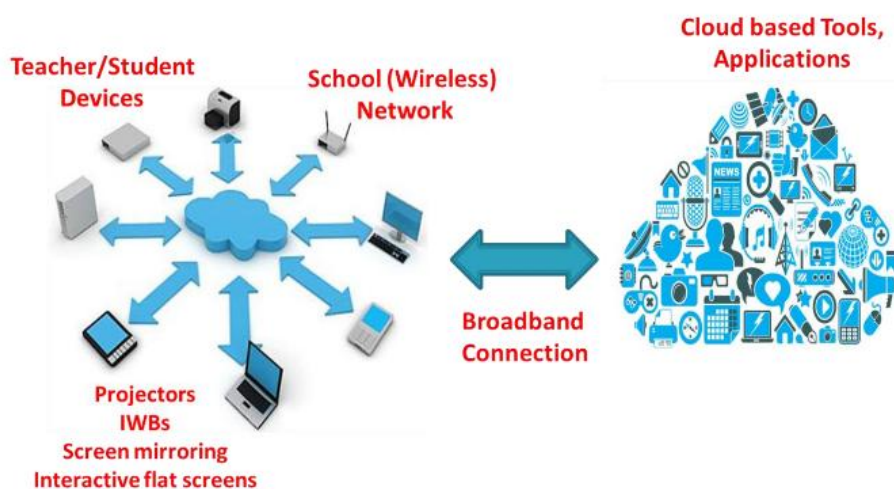 Cloud based Tools,
Applications
Teacher/Student
Devices
School (Wireless)
Network
NEWS
Broadband
Connection
Projectors
IWBs
Screen mirroring
Interactive flat screens